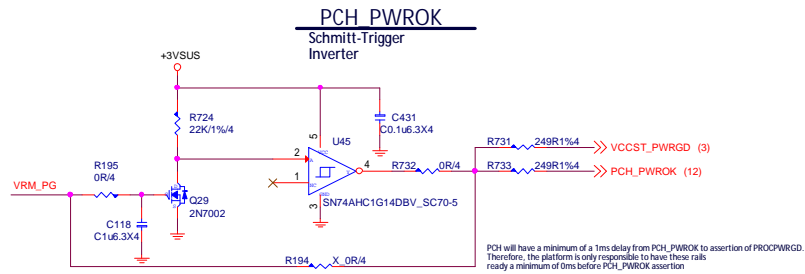 PCH_PWROK
Schmitt-Trigger
Inverter
+3VSUS
R724
22K/1%/4
C431
C0.1u6.3X4
U45
5
VCC
2
A
4
Y
1
NC
3
GND
SN74AHC1G14DBV_SC70-5
R732
0R/4
R731
249R1%4
VCCST_PWRGD (3)
R733
249R1%4
PCH_PWROK (12)
R195
0R/4
VRM_PG
Q29
2N7002
C118
C1u6.3X4
R194
X_0R/4
PCH will have a minimum of a 1ms delay from PCH_PWROK to assertion of PROCPWRGD.
Therefore, the platform is only responsible to have these rails
ready a minimum of 0ms before PCH_PWROK assertion